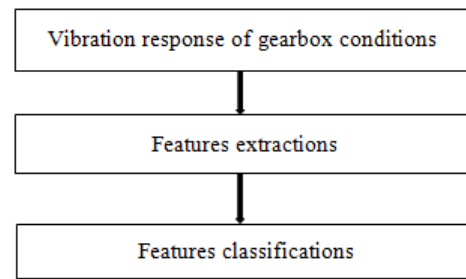 Vibration response of gearbox conditions
Features extractions
Features classifications